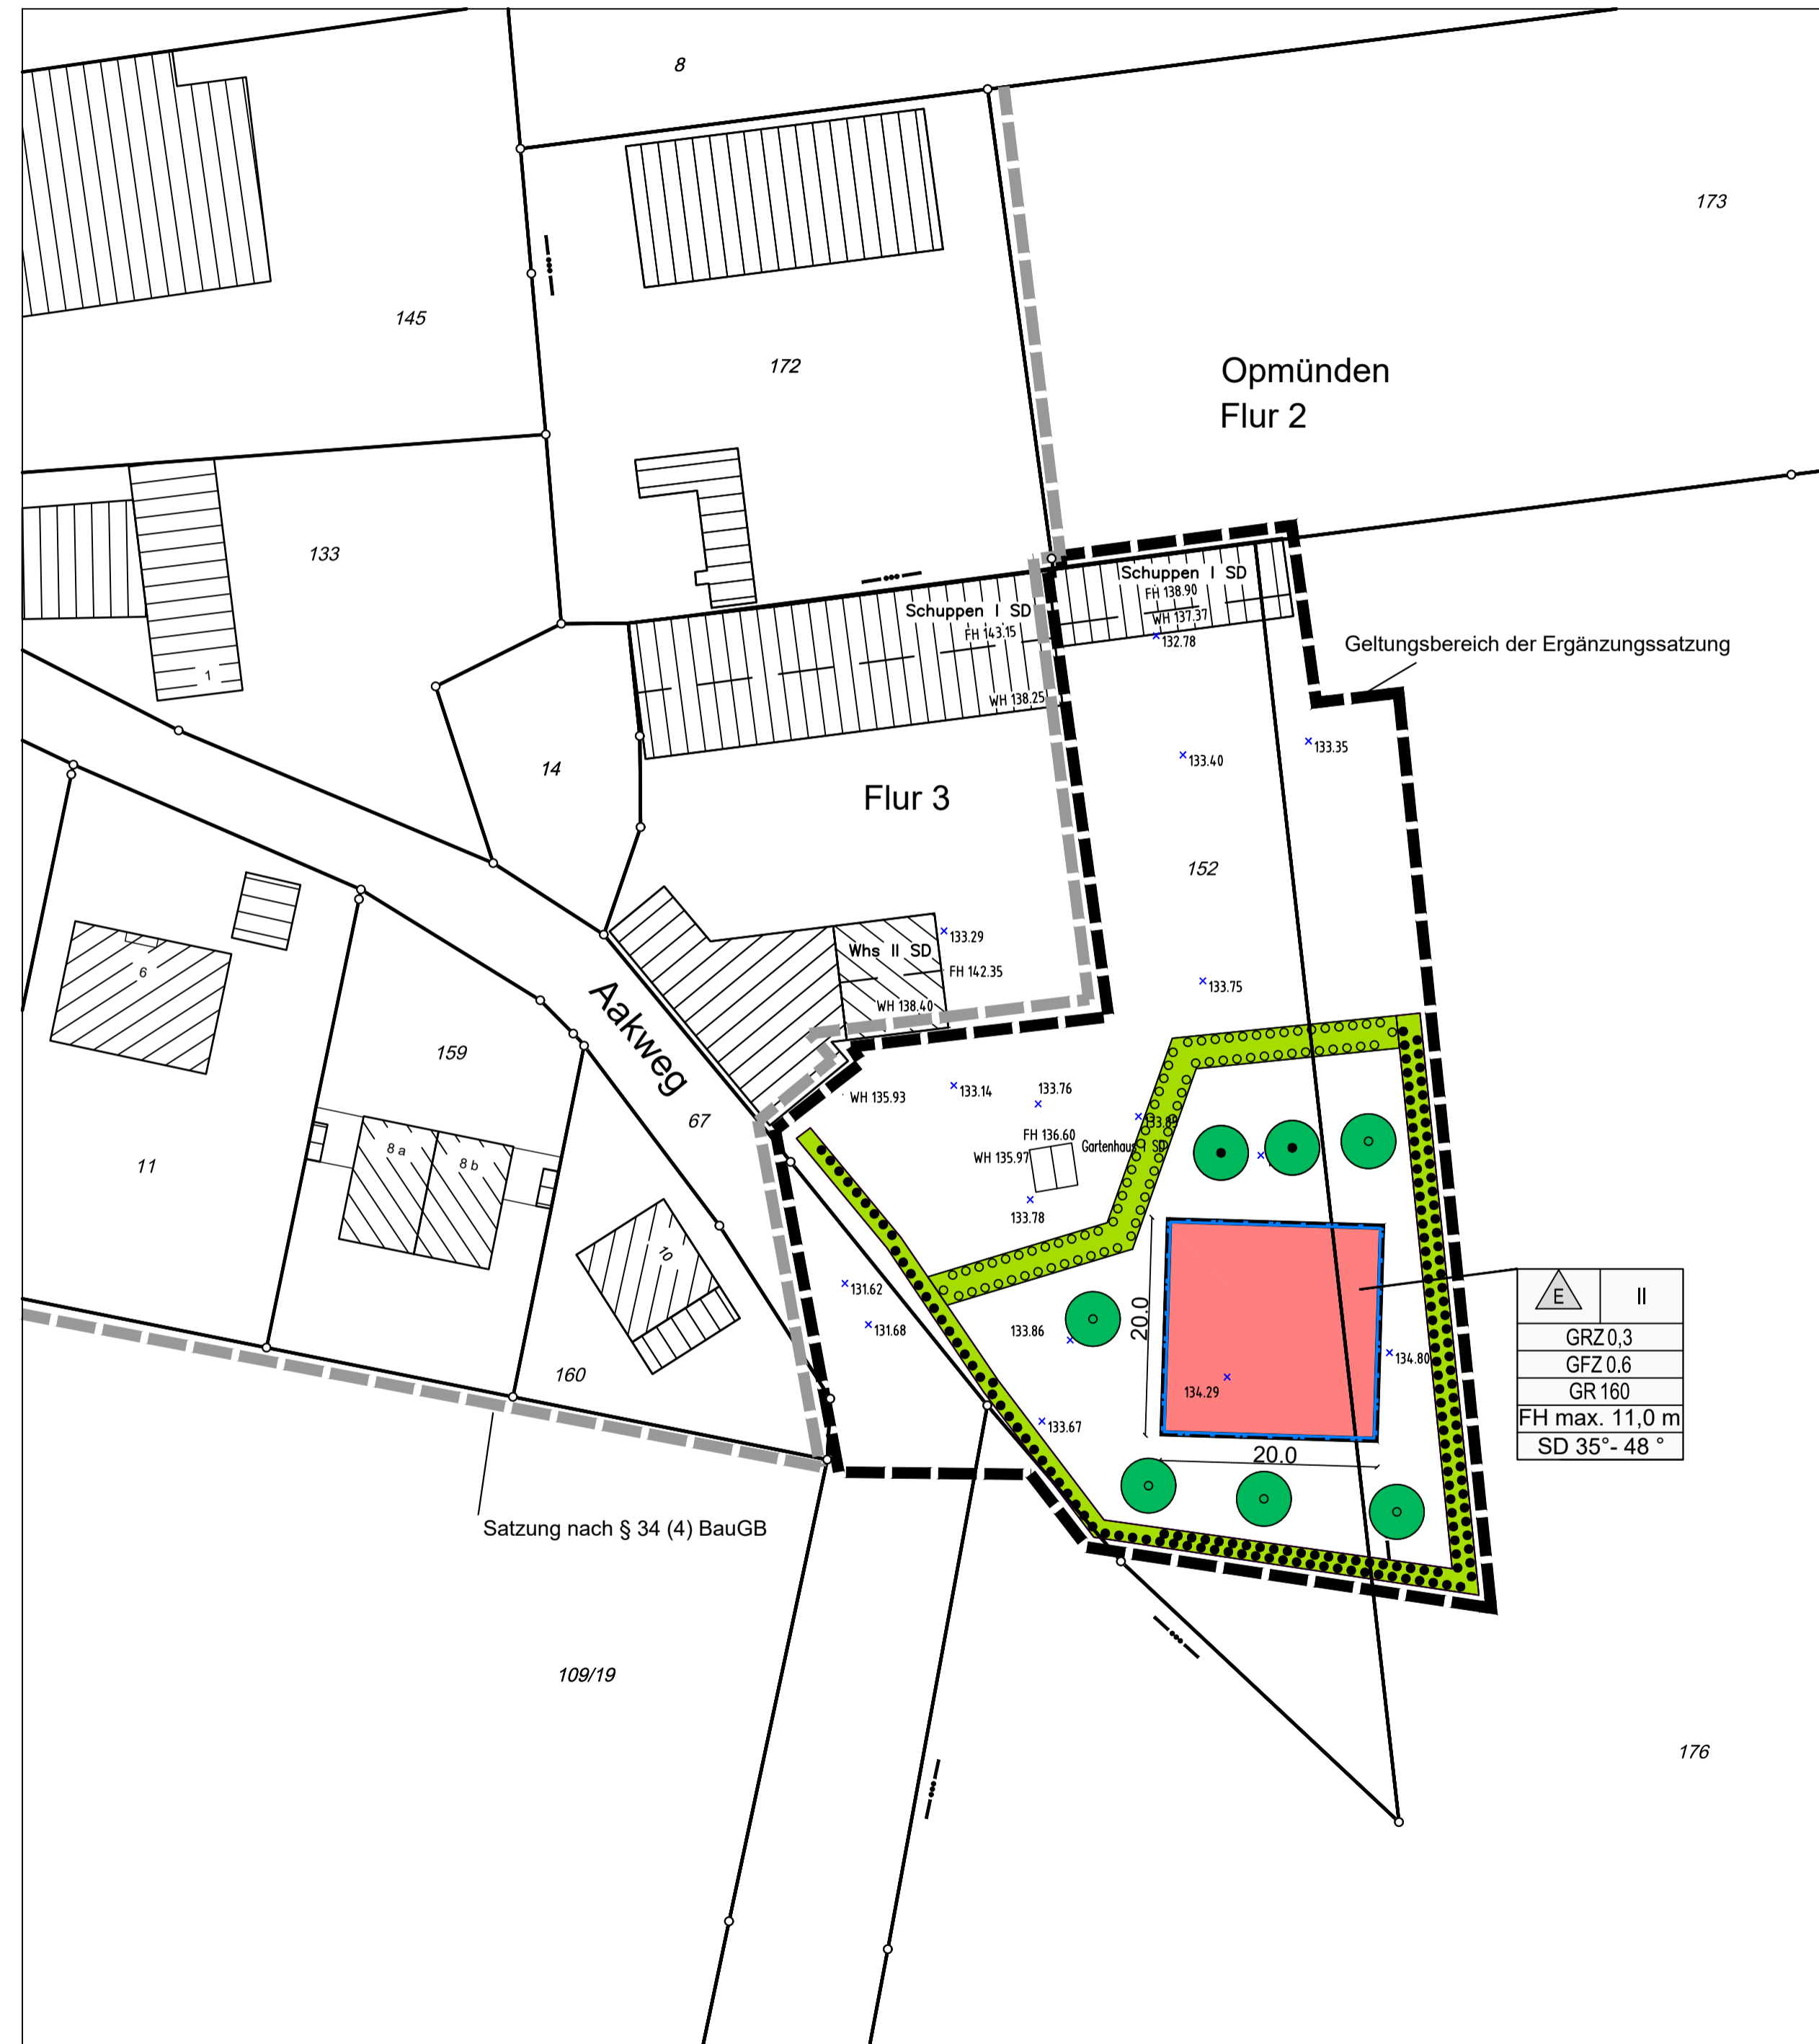 8
173
145
172
Opmünden
Flur 2
133
1
Schuppen I SD
FH 138.90
WH 137.37
132.78
Schuppen I SD
FH 143.15
WH 138.25
Geltungsbereich der Ergänzungssatzung
133.40
133.35
14
Flur 3
152
6
Whs II SD
133.29
FH 142.35
WH 138.40
133.75
Aakweg
159
67
WH 135.93
133.14
133.76
133.89
FH 136.60
Gartenhaus I SD
WH 135.97
133.78
11
8 a
8 b
10
131.62
131.68
133.86
20.0
134.80
134.29
133.67
20.0
160
E
II
GRZ 0,3
GFZ 0.6
GR 160
FH max. 11,0 m
SD 35°- 48 °
Satzung nach § 34 (4) BauGB
109/19
176